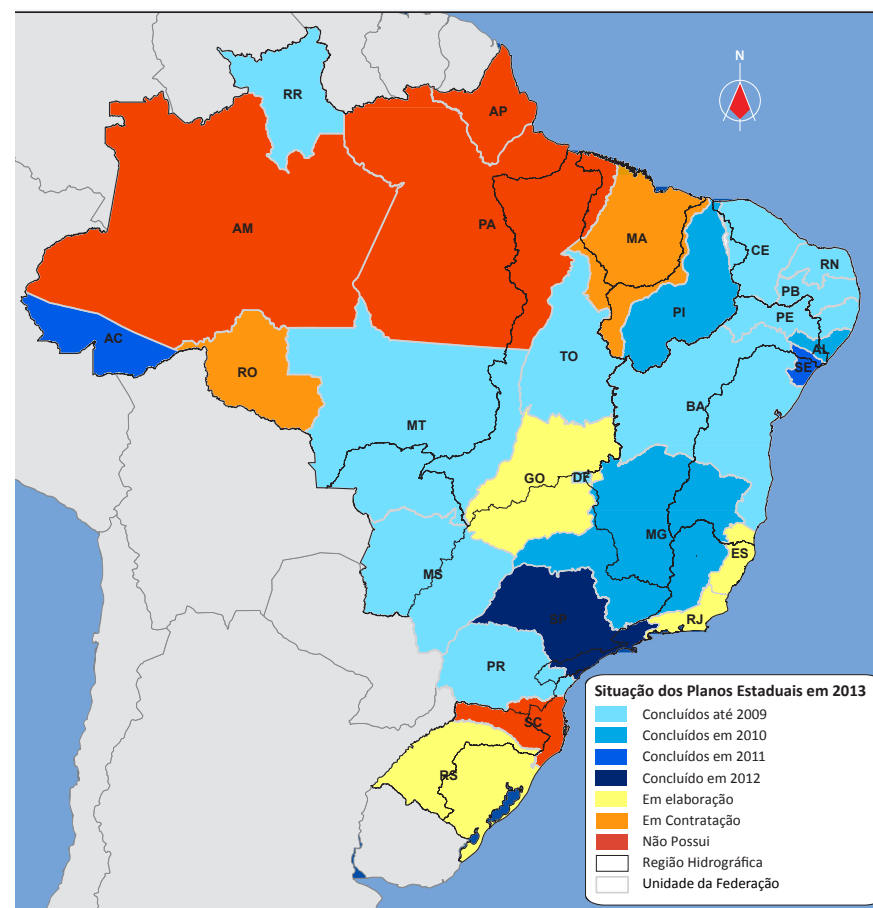 N
RR
AP
AM
PA
MA
CE
RN
PB
PE
PI
AL
SE
AC
RO
TO
BA
MT
GO
DF
MG
ES
MS
SP
RJ
PR
SC
RS
Situação dos Planos Estaduais em 2013
Concluídos até 2009
Concluídos em 2010
Concluídos em 2011
Concluído em 2012
Em elaboração
Em Contratação
Não Possui
Região Hidrográfica
Unidade da Federação